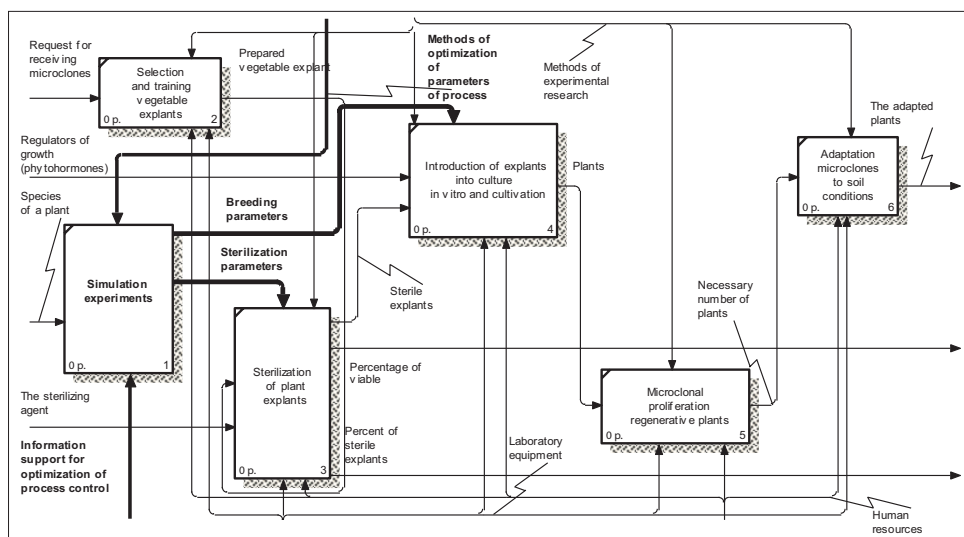 Request for
receiving
microclones
Selection
and training
vegetable
explants
0 p.
2
Prepared
vegetable explant
Methods of
optimization
of
parameters
of process
Methods of
experimental
research
The adapted
plants
Regulators of
growth
(phytohormones)
Introduction of explants
into culture
in vitro and cultivation
0 p.
4
Plants
Adaptation
microclones
to soil
conditions
0 p.
6
Species
of a plant
Breeding
parameters
Simulation
experiments
0 p.
1
Sterilization
parameters
Sterile
explants
Necessary
number of
plants
Sterilization
of plant
explants
0 p.
3
Percentage of
viable
Microclonal
proliferation
regenerative plants
0 p.
5
The sterilizing
agent
Percent of
sterile
explants
Laboratory
equipment
Information
support for
optimization of
process control
Human
resources